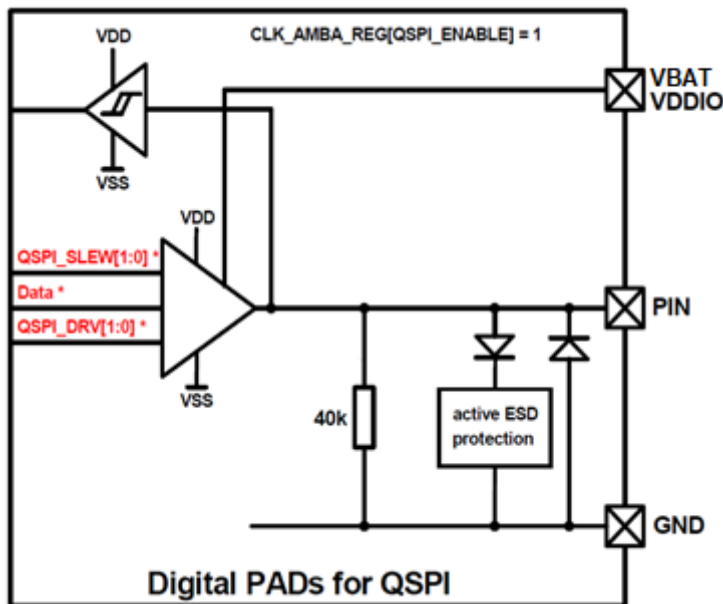 VDD
CLK_AMBA_REG[QSPI_ENABLE] = 1
VBAT
VDDIO
VSS
VDD
QSPI_SLEW[1:0] *
Data *
QSPI_DRV[1:0] *
PIN
VSS
40k
active ESD
protection
GND
Digital PADs for QSPI